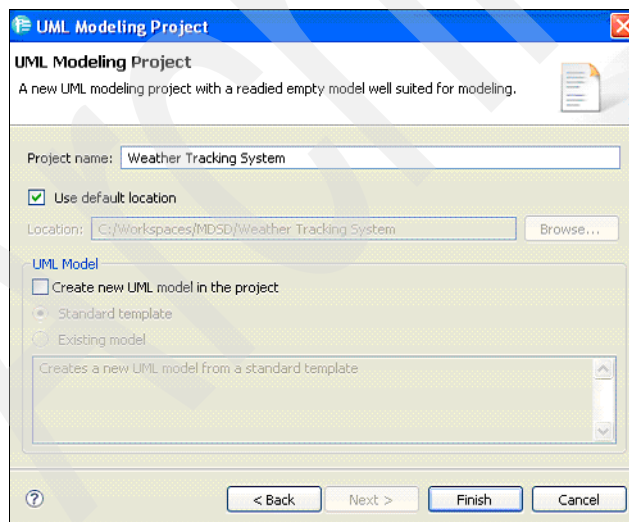 UML Modeling Project
UML Modeling Project
A new UML modeling project with a readied empty model well suited for modeling.
Project name: Weather Tracking System
Use default location
Location: C:/Workspaces/MDSD/Weather Tracking System Browse...
UML Model
Create new UML model in the project
Standard template
Existing model
Creates a new UML model from a standard template
? < Back Next > Finish Cancel